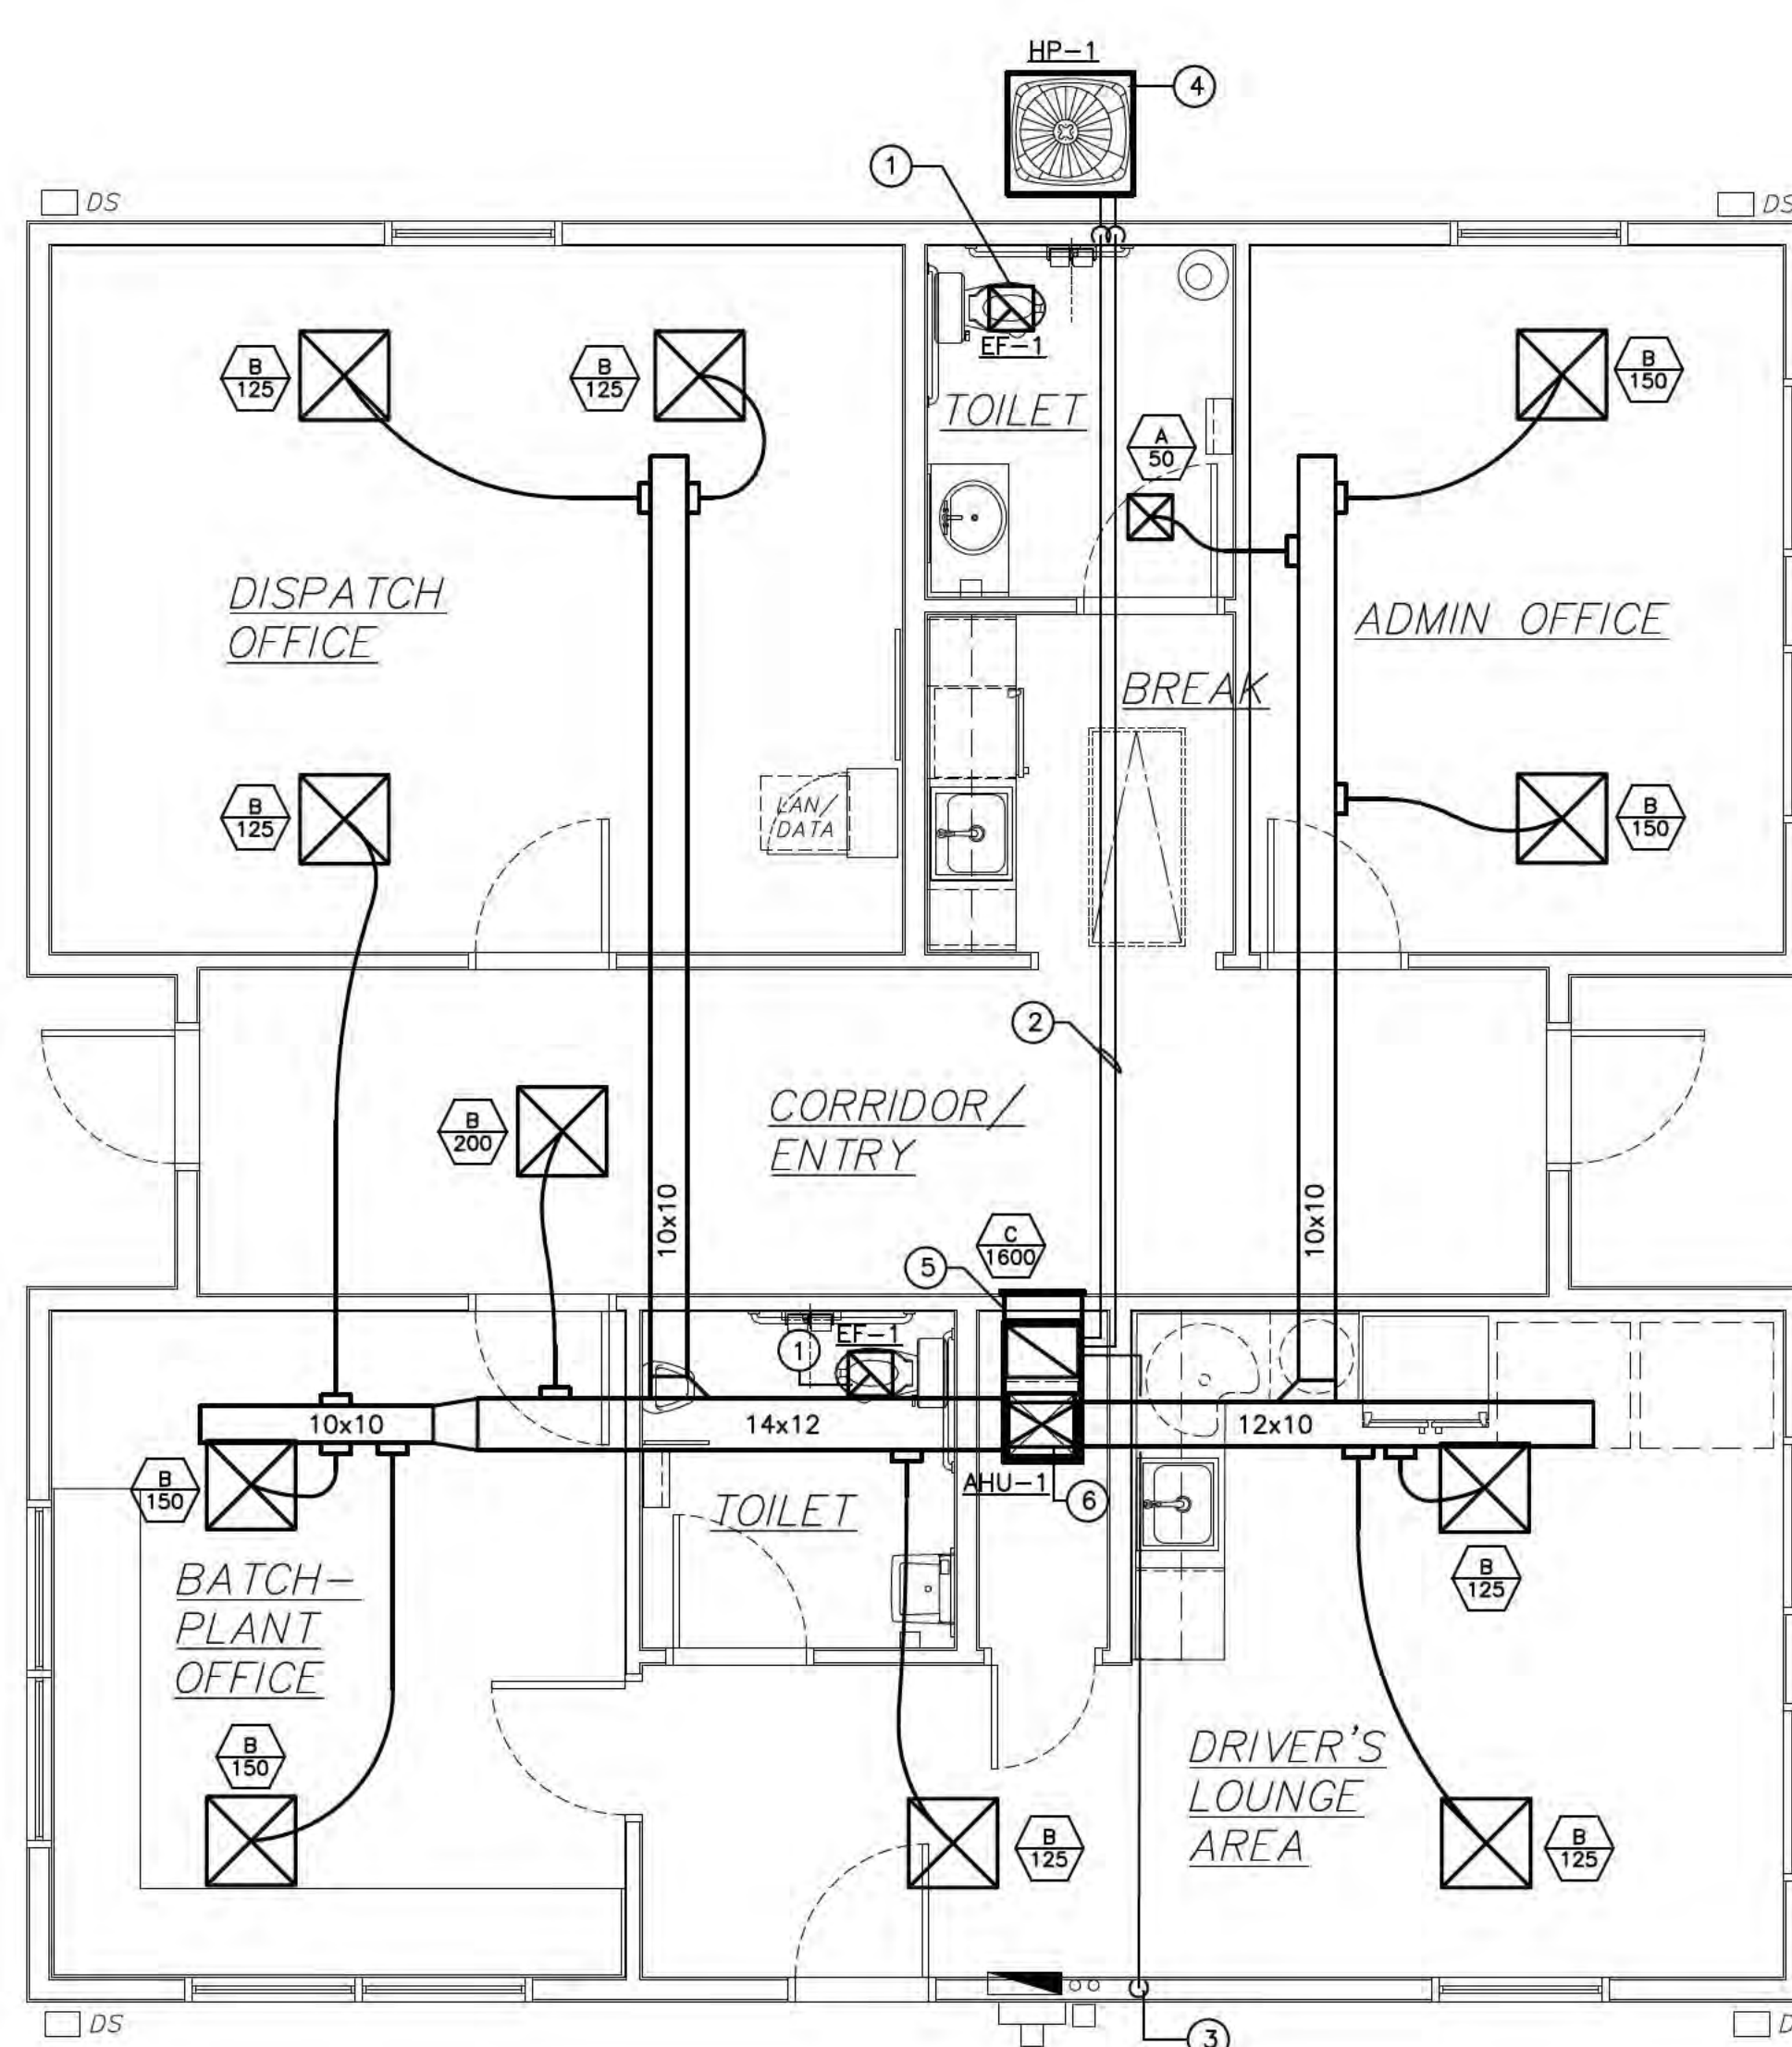 HP-1
4
1
DS
DS
B
125
B
125
EF-1
TOILET
A
50
B
150
DISPATCH
OFFICE
ADMIN OFFICE
BREAK
LAN/
DATA
B
125
B
150
2
CORRIDOR/
ENTRY
B
200
10x10
10x10
C
1600
5
EF-1
1
10x10
14x12
12x10
AHU-1
6
B
150
TOILET
B
125
BATCH-
PLANT
OFFICE
B
150
DRIVER'S
LOUNGE
AREA
B
125
B
125
DS
D
3